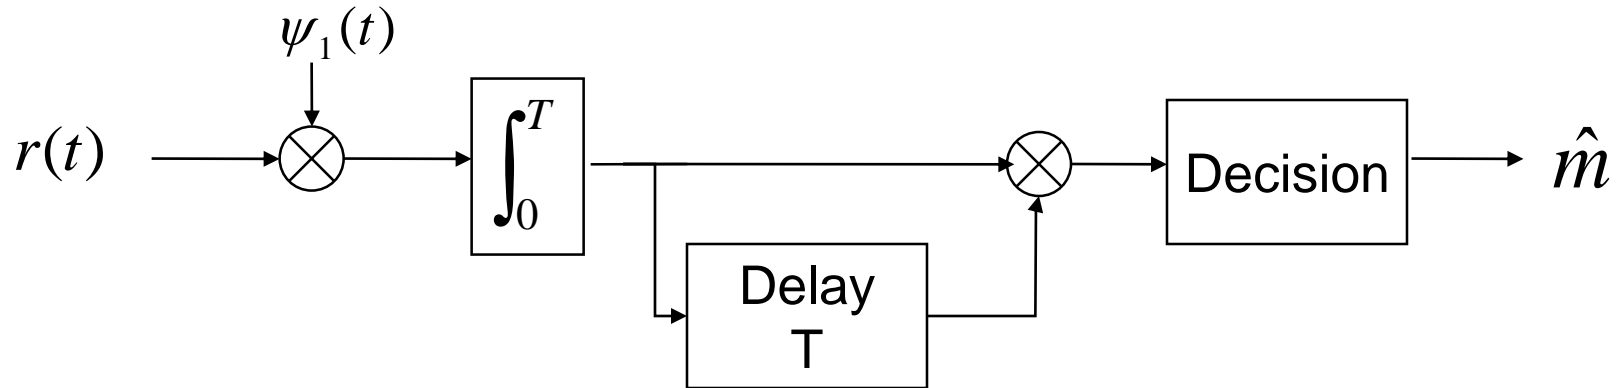 ψ₁(t)
r(t)
∫₀ᵀ
Decision
m̂
Delay
T